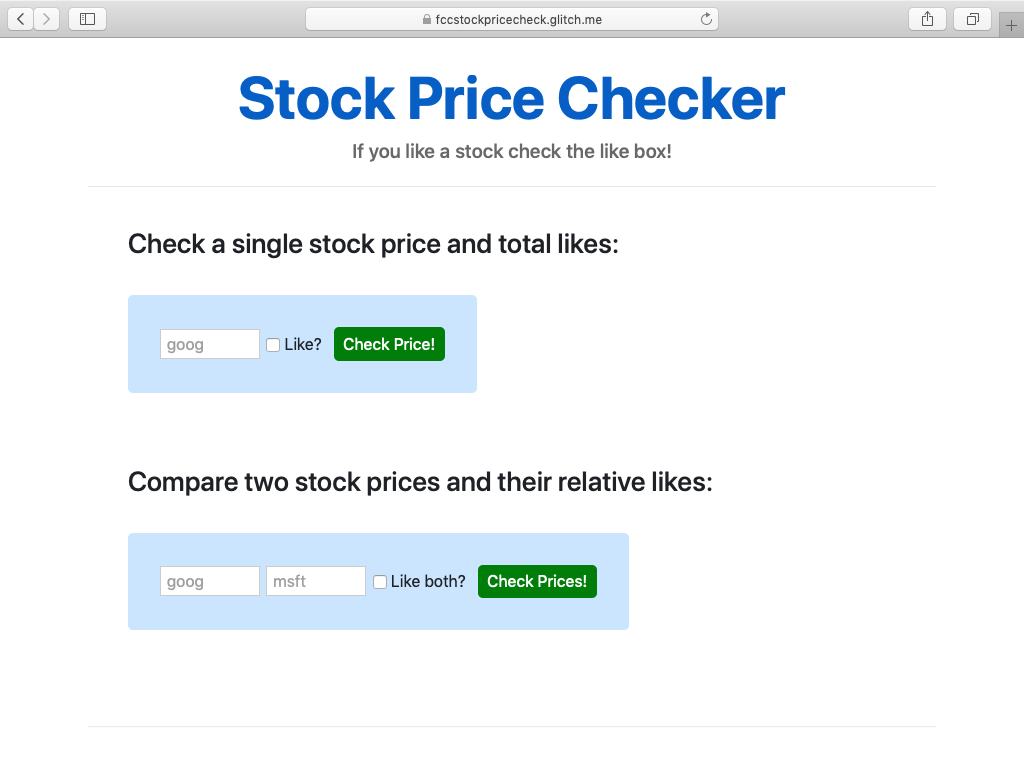 fccstockpricecheck.glitch.me
Stock Price Checker
If you like a stock check the like box!
Check a single stock price and total likes:
goog Like? Check Price!
Compare two stock prices and their relative likes:
goog msft Like both? Check Prices!